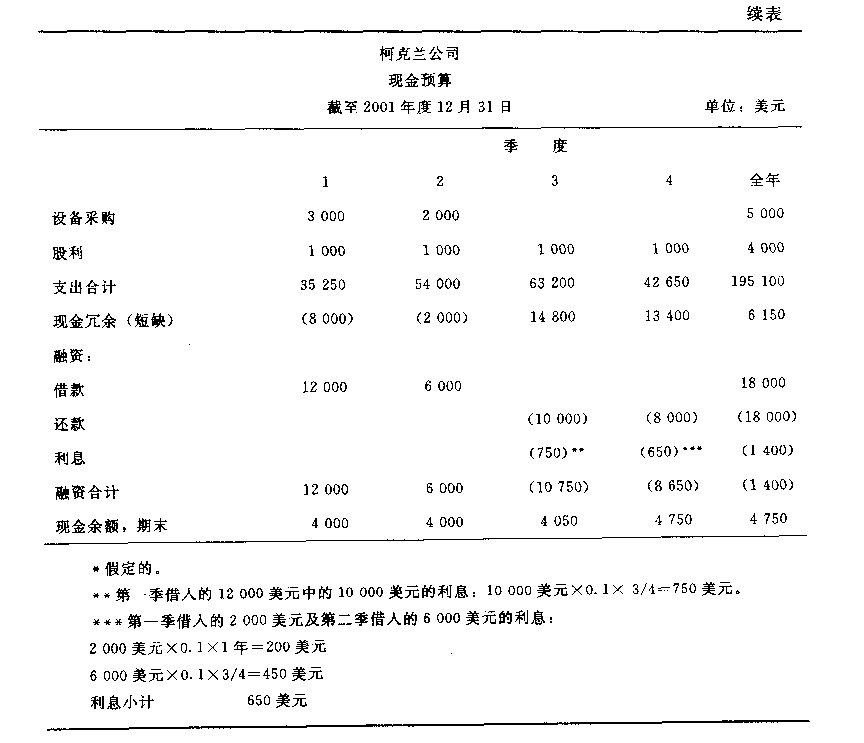 续表
柯克兰公司
现金预算
截至 2001 年度 12 月 31 日 单位：美元
季 度
1 2 3 4 全年
设备采购 3 000 2 000 5 000
股利 1 000 1 000 1 000 1 000 4 000
支出合计 35 250 54 000 63 200 42 650 195 100
现金冗余（短缺） (8 000) (2 000) 14 800 13 400 6 150
融资：
借款 12 000 6 000 18 000
还款 (10 000) (8 000) (18 000)
利息 (750)** (650)*** (1 400)
融资合计 12 000 6 000 (10 750) (8 650) (1 400)
现金余额，期末 4 000 4 000 4 050 4 750 4 750
* 假定的。
** 第一季借人的 12 000 美元中的 10 000 美元的利息：10 000 美元×0.1× 3/4=750 美元。
*** 第一季借人的 2 000 美元及第二季借人的 6 000 美元的利息：
2 000 美元×0.1×1 年=200 美元
6 000 美元×0.1×3/4=450 美元
利息小计 650 美元